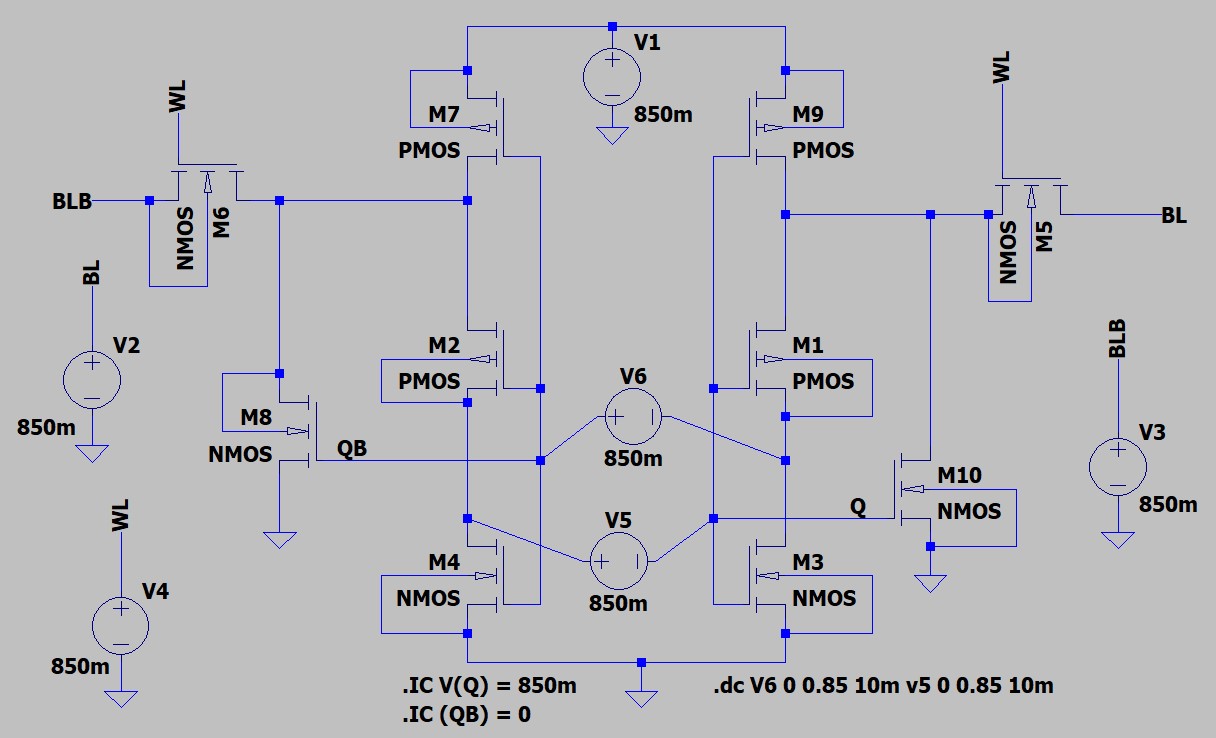 V1
850m
WL
M7
PMOS
M9
PMOS
WL
BLB
NMOS
M6
NMOS
M5
BL
BL
V2
850m
M2
PMOS
M1
PMOS
V6
850m
BLB
V3
850m
M8
NMOS
QB
M10
NMOS
Q
WL
V4
850m
V5
850m
M4
NMOS
M3
NMOS
.IC V(Q) = 850m
.IC (QB) = 0
.dc V6 0 0.85 10m v5 0 0.85 10m